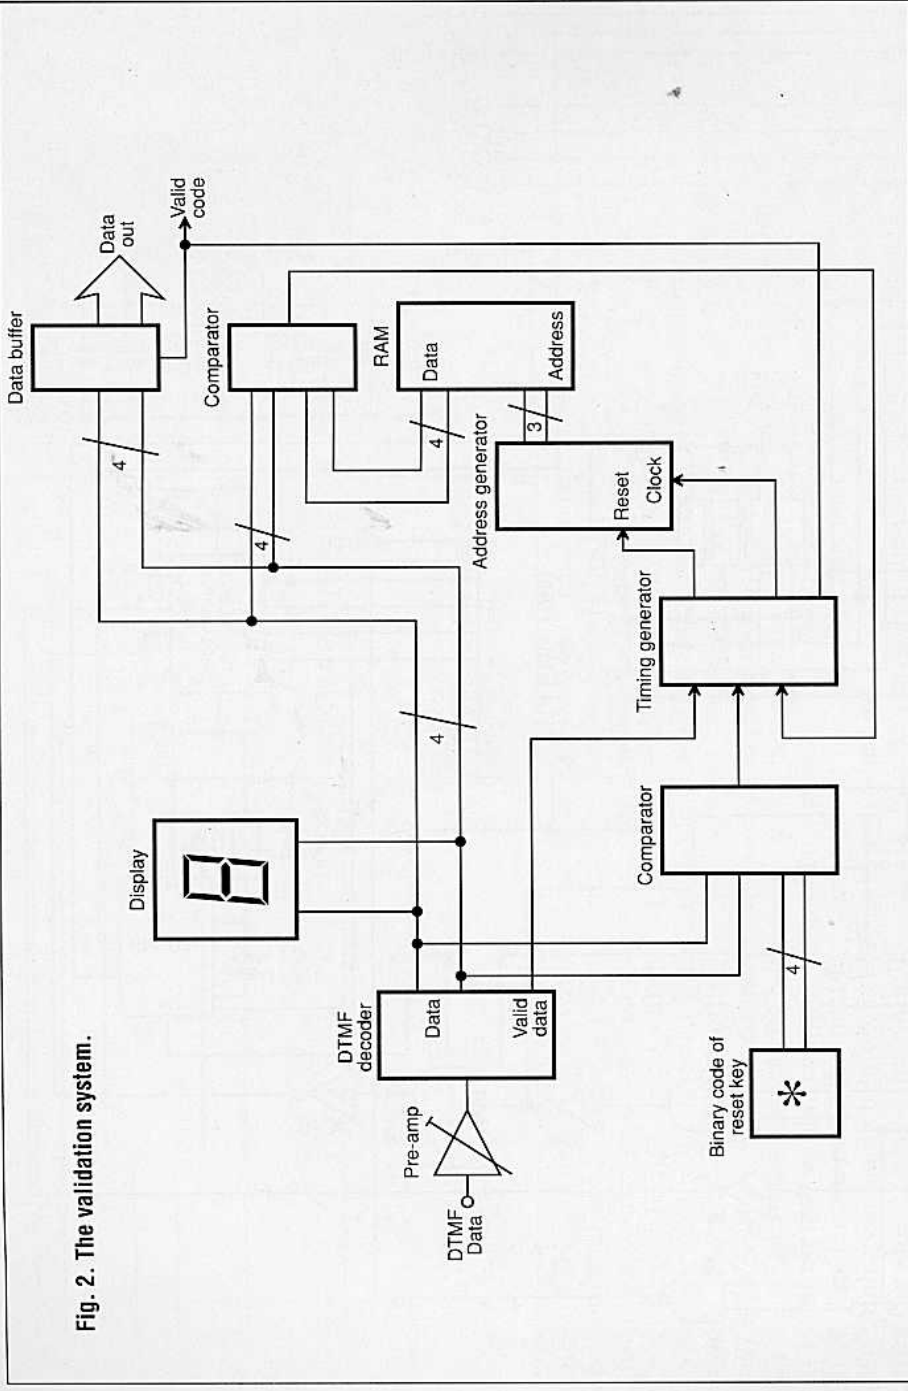 Fig. 2. The validation system.
DTMF
Data
Pre-amp
DTMF
decoder
Data
Valid
data
Binary code of
reset key
*
4
Display
8
Comparator
4
Timing generator
4
4
Address generator
Reset
Clock
3
4
RAM
Data
Address
Comparator
Data buffer
Data
out
Valid
code